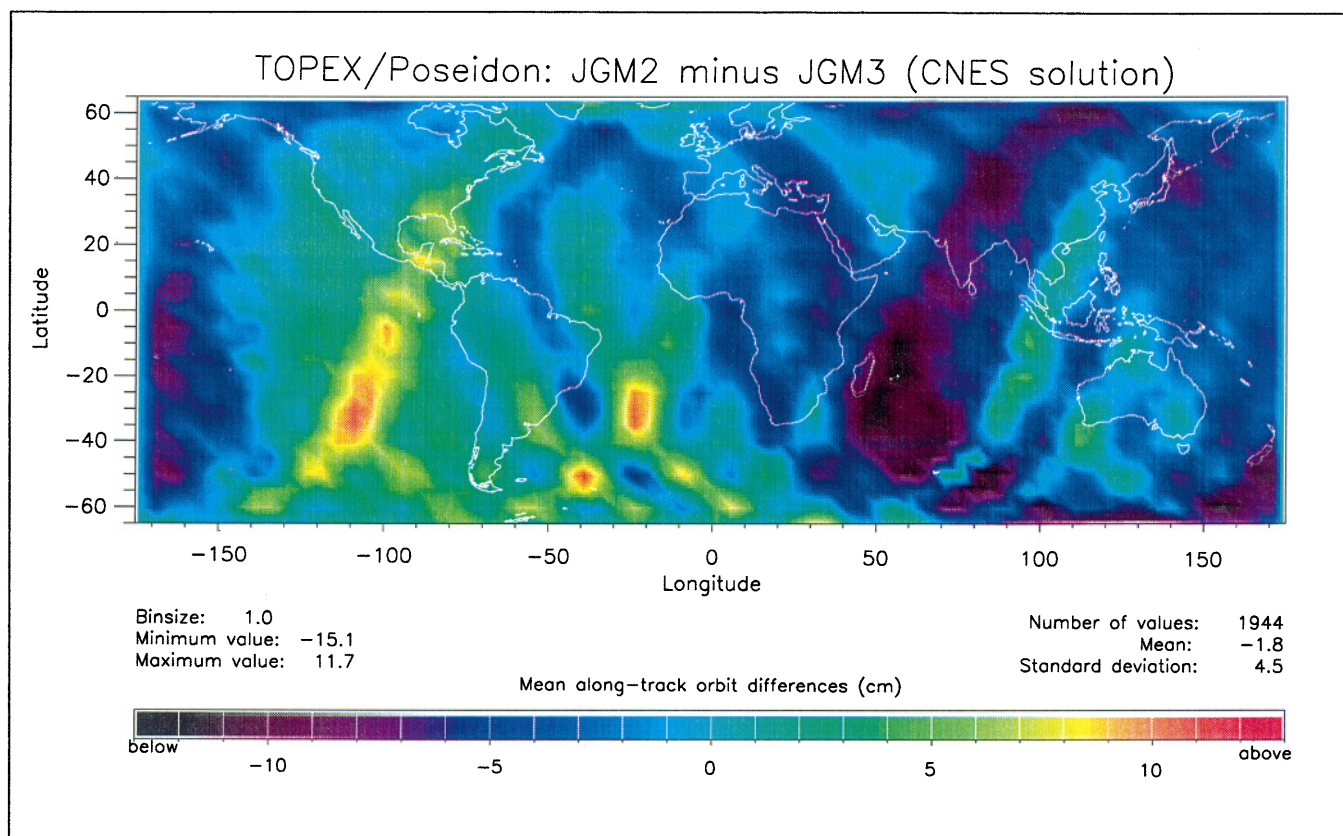 TOPEX/Poseidon: JGM2 minus JGM3 (CNES solution)
60
40
20
0
−20
−40
−60
Latitude
−150
−100
−50
0
50
100
150
Longitude
Binsize: 1.0
Minimum value: −15.1
Maximum value: 11.7
Number of values: 1944
Mean: −1.8
Standard deviation: 4.5
Mean along−track orbit differences (cm)
below
−10
−5
0
5
10
above